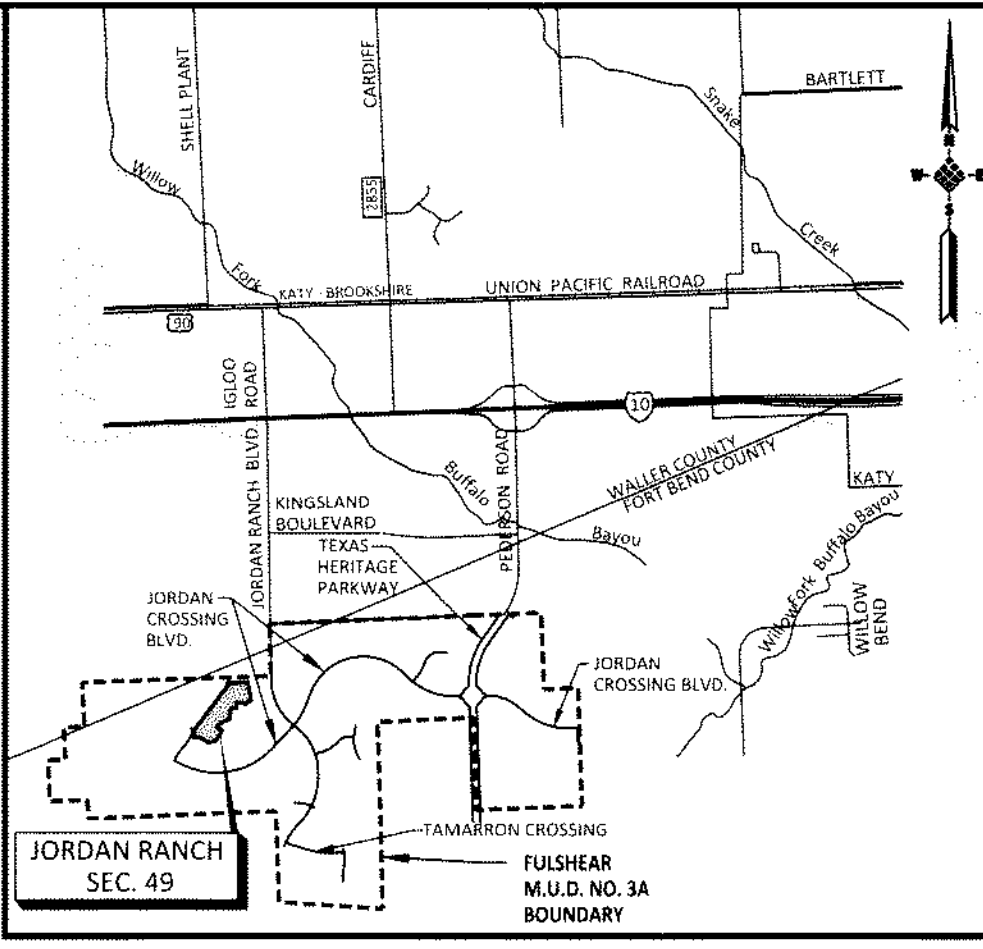 SHELL PLANT
CARDIFF
BARTLETT
Snake
Willow
2855
N
W
E
S
Creek
Fork
KATY - BROOKSHIRE
UNION PACIFIC RAILROAD
90
IGLOO
ROAD
10
JORDAN RANCH BLVD.
PEDERSON ROAD
WALLER COUNTY
FORT BEND COUNTY
Buffalo
KATY
KINGSLAND
BOULEVARD
Bayou
TEXAS
HERITAGE
PARKWAY
Willow Fork Buffalo Bayou
WILLOW
BEND
JORDAN
CROSSING
BLVD.
JORDAN
CROSSING BLVD.
TAMARRON CROSSING
JORDAN RANCH
SEC. 49
FULSHEAR
M.U.D. NO. 3A
BOUNDARY